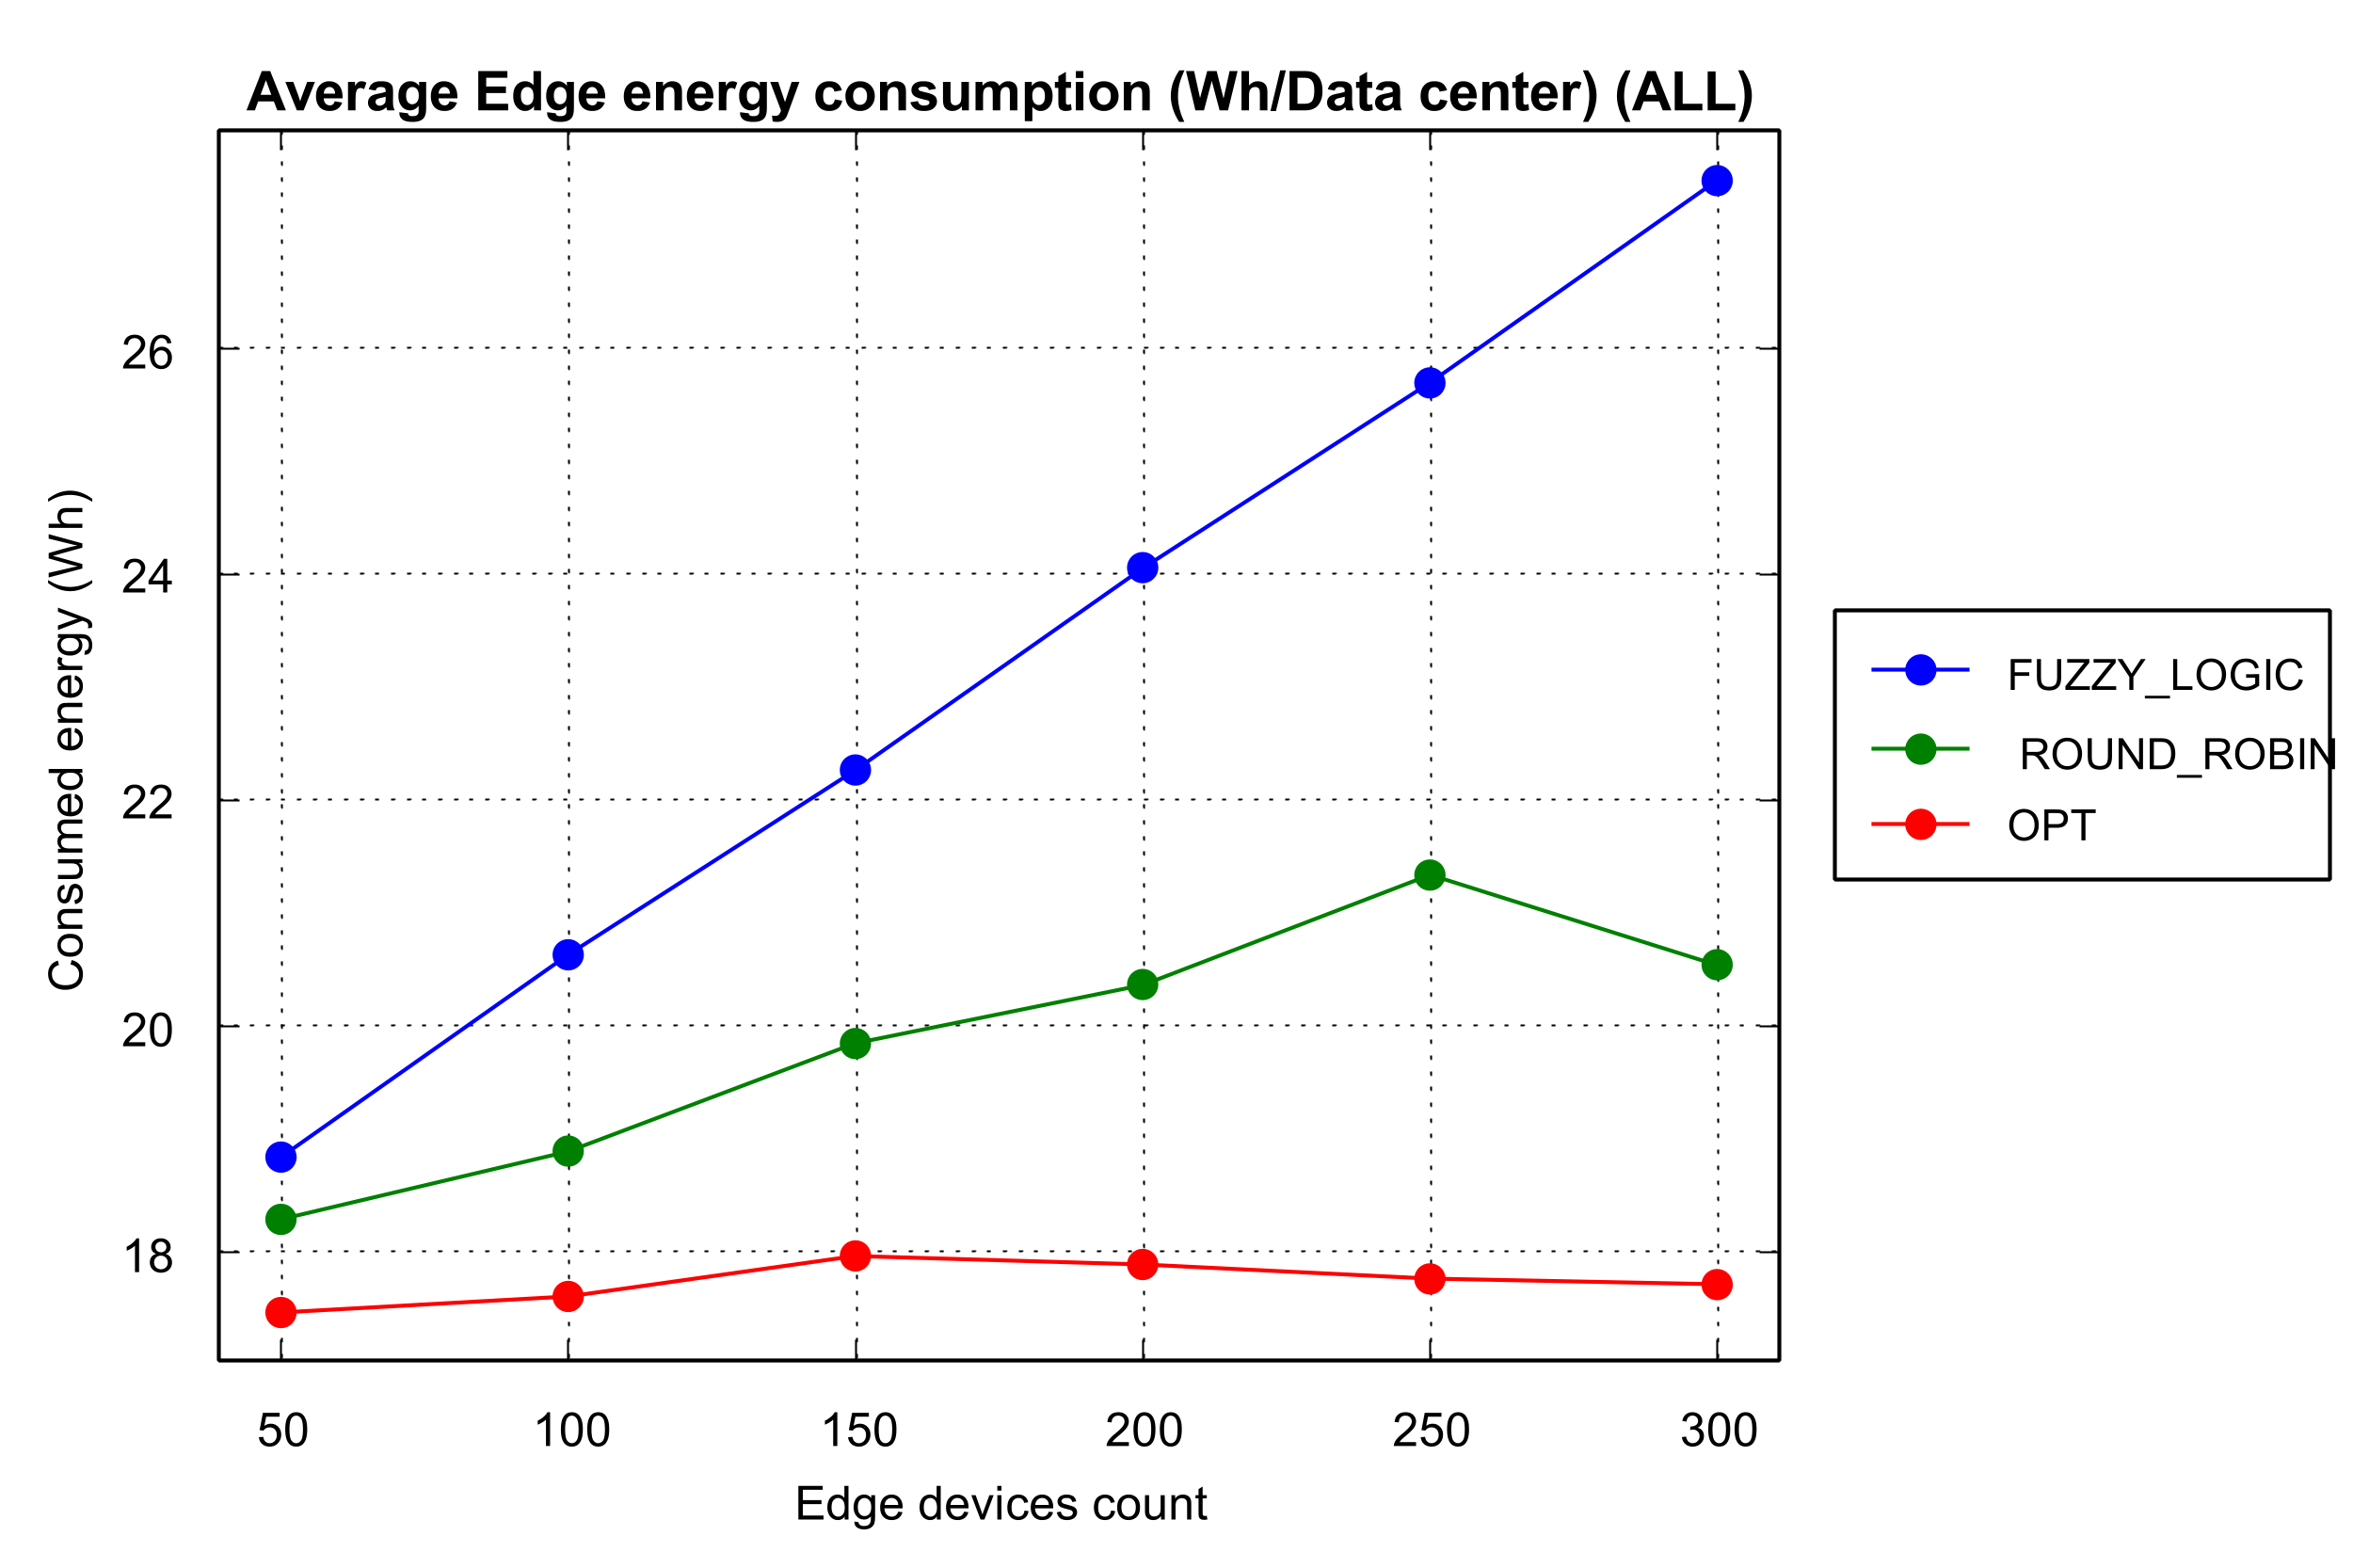 Average Edge energy consumption (Wh/Data center) (ALL)
Consumed energy (Wh)
26
24
22
20
18
50 100 150 200 250 300
Edge devices count
FUZZY_LOGIC
ROUND_ROBIN
OPT